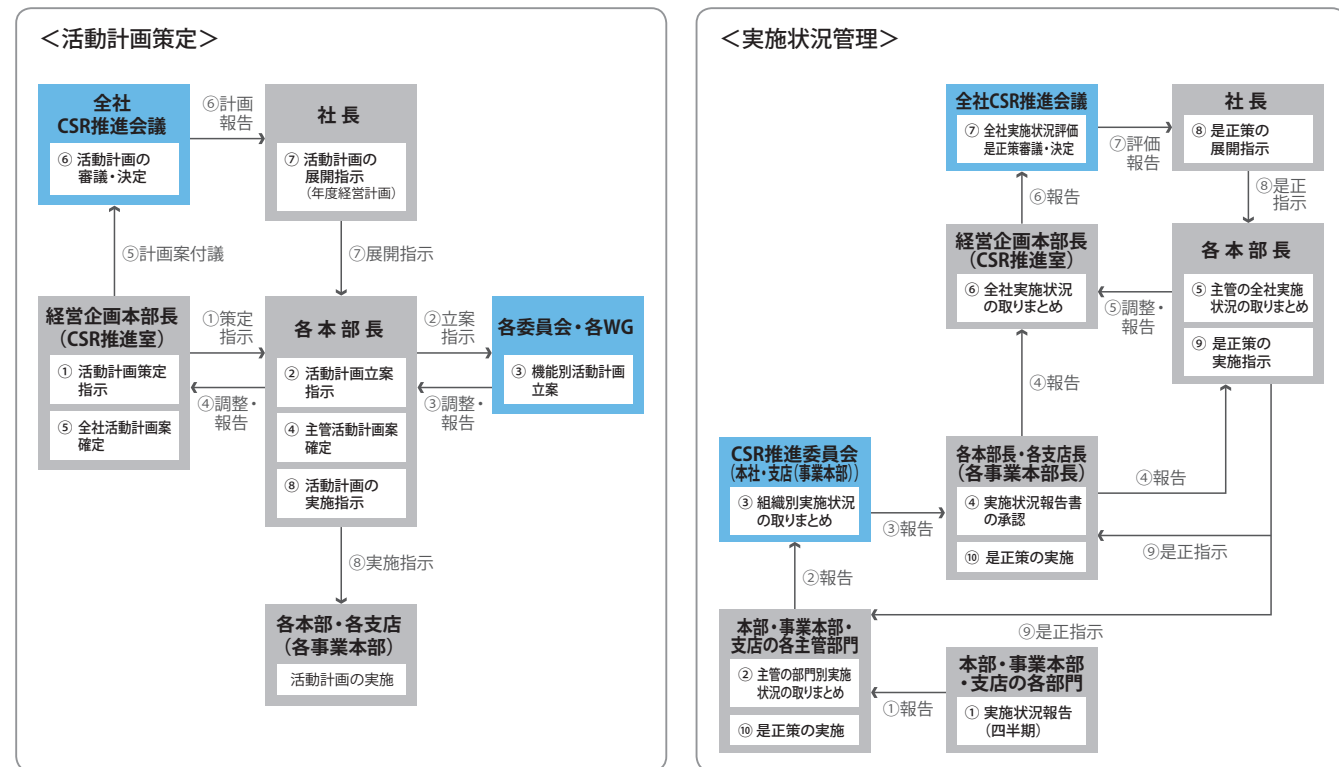 ＜活動計画策定＞
全社
CSR推進会議
⑥ 活動計画の
審議・決定
⑥計画
報告
社 長
⑦ 活動計画の
展開指示
（年度経営計画）
⑤計画案付議
⑦展開指示
経営企画本部長
（CSR推進室）
① 活動計画策定
指示
⑤ 全社活動計画案
確定
①策定
指示
④調整・
報告
各 本 部 長
② 活動計画立案
指示
④ 主管活動計画案
確定
⑧ 活動計画の
実施指示
②立案
指示
③調整・
報告
各委員会・各WG
③ 機能別活動計画
立案
⑧実施指示
各本部・各支店
（各事業本部）
活動計画の実施
＜実施状況管理＞
全社CSR推進会議
⑦ 全社実施状況評価
是正策審議・決定
⑦評価
報告
社 長
⑧ 是正策の
展開指示
⑥報告
⑧是正
指示
経営企画本部長
（CSR推進室）
⑥ 全社実施状況
の取りまとめ
⑤調整・
報告
各 本 部 長
⑤ 主管の全社実施
状況の取りまとめ
⑨ 是正策の
実施指示
④報告
CSR推進委員会
（本社・支店（事業本部））
③ 組織別実施状況
の取りまとめ
③報告
各本部長・各支店長
（各事業本部長）
④ 実施状況報告書
の承認
⑩ 是正策の実施
④報告
⑨是正指示
②報告
本部・事業本部・
支店の各主管部門
② 主管の部門別実施
状況の取りまとめ
⑩ 是正策の実施
⑨是正指示
①報告
本部・事業本部
・支店の各部門
① 実施状況報告
（四半期）